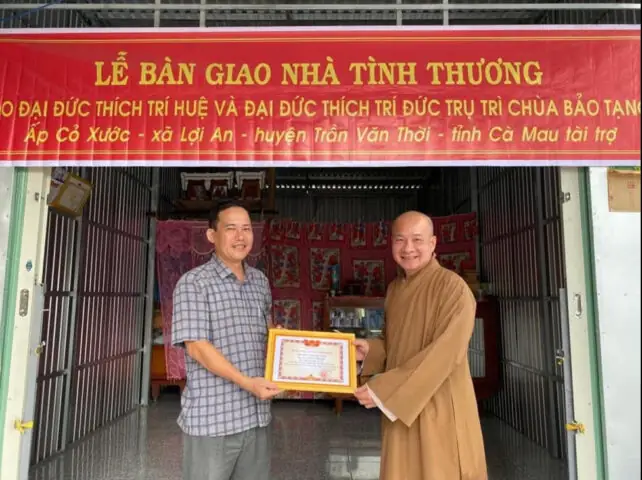 LỄ BÀN GIAO NHÀ TÌNH THƯƠNG
ĐẠI ĐỨC THÍCH TRÍ HUỆ VÀ ĐẠI ĐỨC THÍCH TRÍ ĐỨC TRỤ TRÌ CHÙA BẢO TẠNG
Ấp Cỏ Xước - xã Lợi An - huyện Trần Văn Thời - tỉnh Cà Mau tài trợ